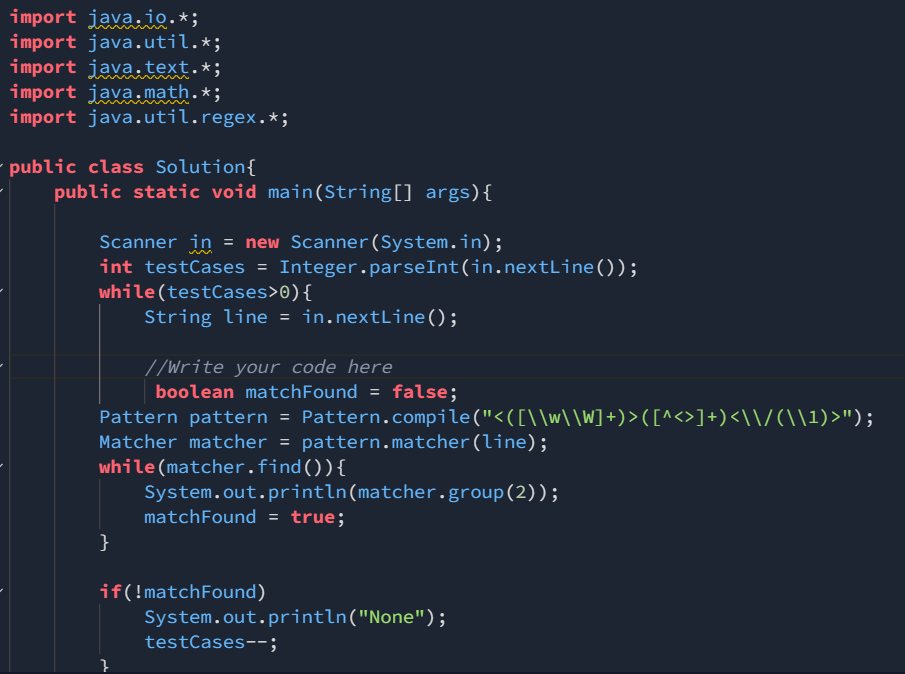 import java.io.*;
import java.util.*;
import java.text.*;
import java.math.*;
import java.util.regex.*;
public class Solution{
public static void main(String[] args){
Scanner in = new Scanner(System.in);
int testCases = Integer.parseInt(in.nextLine());
while(testCases>0){
String line = in.nextLine();
//Write your code here
boolean matchFound = false;
Pattern pattern = Pattern.compile("<([\\w\\W]+)>([^<>]+)<\\/(\\1)>");
Matcher matcher = pattern.matcher(line);
while(matcher.find()){
System.out.println(matcher.group(2));
matchFound = true;
}
if(!matchFound)
System.out.println("None");
testCases--;
}